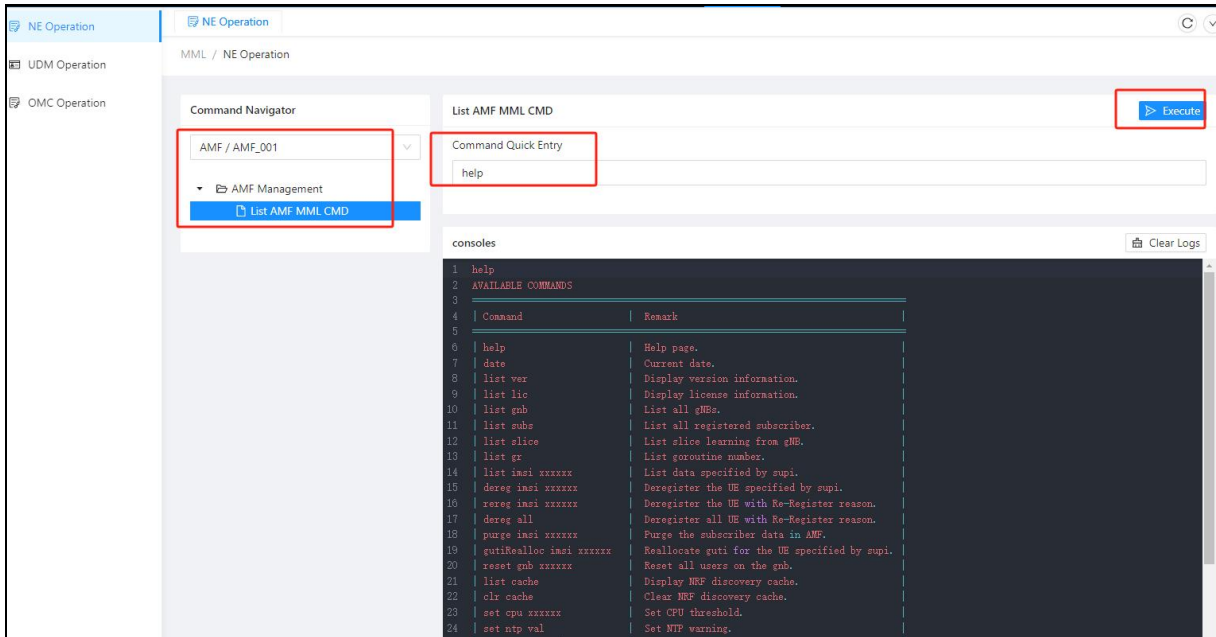 NE Operation
UDM Operation
OMC Operation
NE Operation
MML / NE Operation
Command Navigator
AMF / AMF_001
AMF Management
List AMF MML CMD
List AMF MML CMD
Execute
Command Quick Entry
help
consoles
Clear Logs
1 help
2 AVAILABLE COMMANDS
3
4 | Command | Remark |
5
6 | help | Help page. |
7 | date | Current date. |
8 | list ver | Display version information. |
9 | list lic | Display license information. |
10 | list gnb | List all gNBs. |
11 | list subs | List all registered subscriber. |
12 | list slice | List slice learning from gNB. |
13 | list gr | List goroutine number. |
14 | list imsi xxxxxx | List data specified by supi. |
15 | dereg imsi xxxxxx | Deregister the UE specified by supi. |
16 | rereg imsi xxxxxx | Deregister the UE with Re-Register reason. |
17 | dereg all | Deregister all UE with Re-Register reason. |
18 | purge imsi xxxxxx | Purge the subscriber data in AMF. |
19 | gutiRealloc imsi xxxxxx | Reallocate guti for the UE specified by supi. |
20 | reset gnb xxxxxx | Reset all users on the gnb. |
21 | list cache | Display NRF discovery cache. |
22 | clr cache | Clear NRF discovery cache. |
23 | set cpu xxxxxx | Set CPU threshold. |
24 | set ntp val | Set NTP warning. |